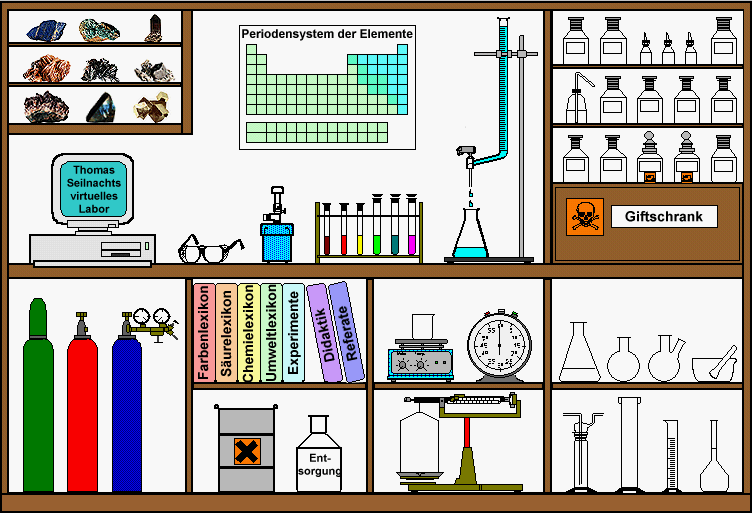 Periodensystem der Elemente
Thomas
Seilnachts
virtuelles
Labor
Giftschrank
Farbenlexikon
Säurelexikon
Chemielexikon
Umweltlexikon
Experimente
Didaktik
Referate
Ent-
sorgung